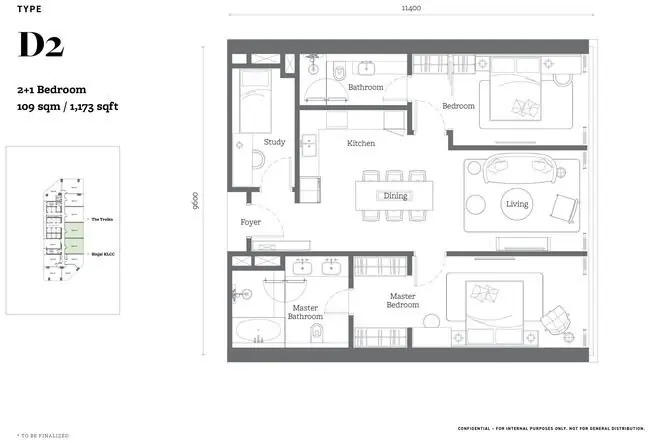 TYPE
D2
2+1 Bedroom
109 sqm / 1,173 sqft
11400
9600
Bathroom
Bedroom
Study
Kitchen
Dining
Living
Foyer
Master
Bathroom
Master
Bedroom
The Troika
Binjai KLCC
* TO BE FINALIZED
CONFIDENTIAL – FOR INTERNAL PURPOSES ONLY. NOT FOR GENERAL DISTRIBUTION.